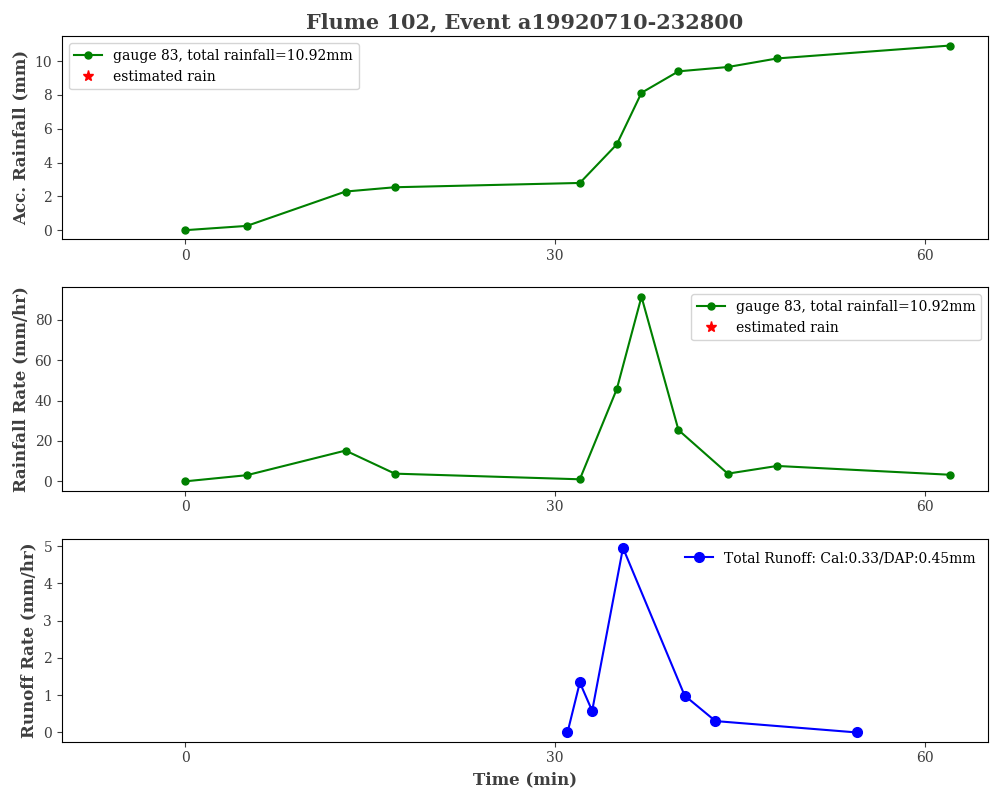 Flume 102, Event a19920710-232800
Acc. Rainfall (mm)
10
8
6
4
2
0
gauge 83, total rainfall=10.92mm
estimated rain
0 30 60
Rainfall Rate (mm/hr)
80
60
40
20
0
gauge 83, total rainfall=10.92mm
estimated rain
0 30 60
Runoff Rate (mm/hr)
5
4
3
2
1
0
Total Runoff: Cal:0.33/DAP:0.45mm
0 30 60
Time (min)